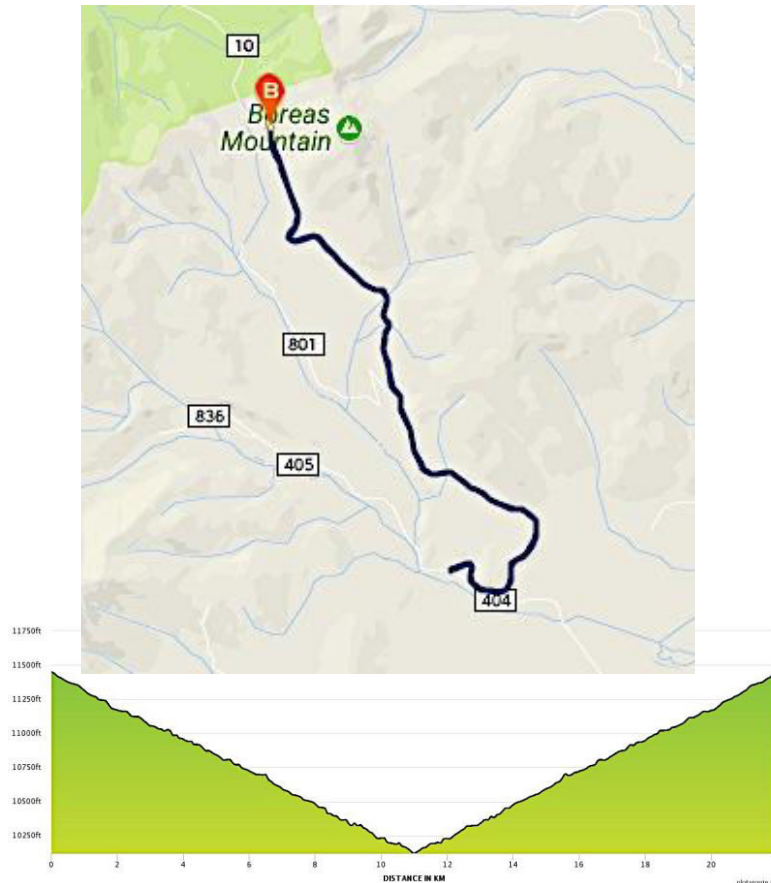 10
B
Boreas
Mountain
801
836
405
404
11750ft
11500ft
11250ft
11000ft
10750ft
10500ft
10250ft
0 2 4 6 8 10 12 14 16 18 20
DISTANCE IN KM